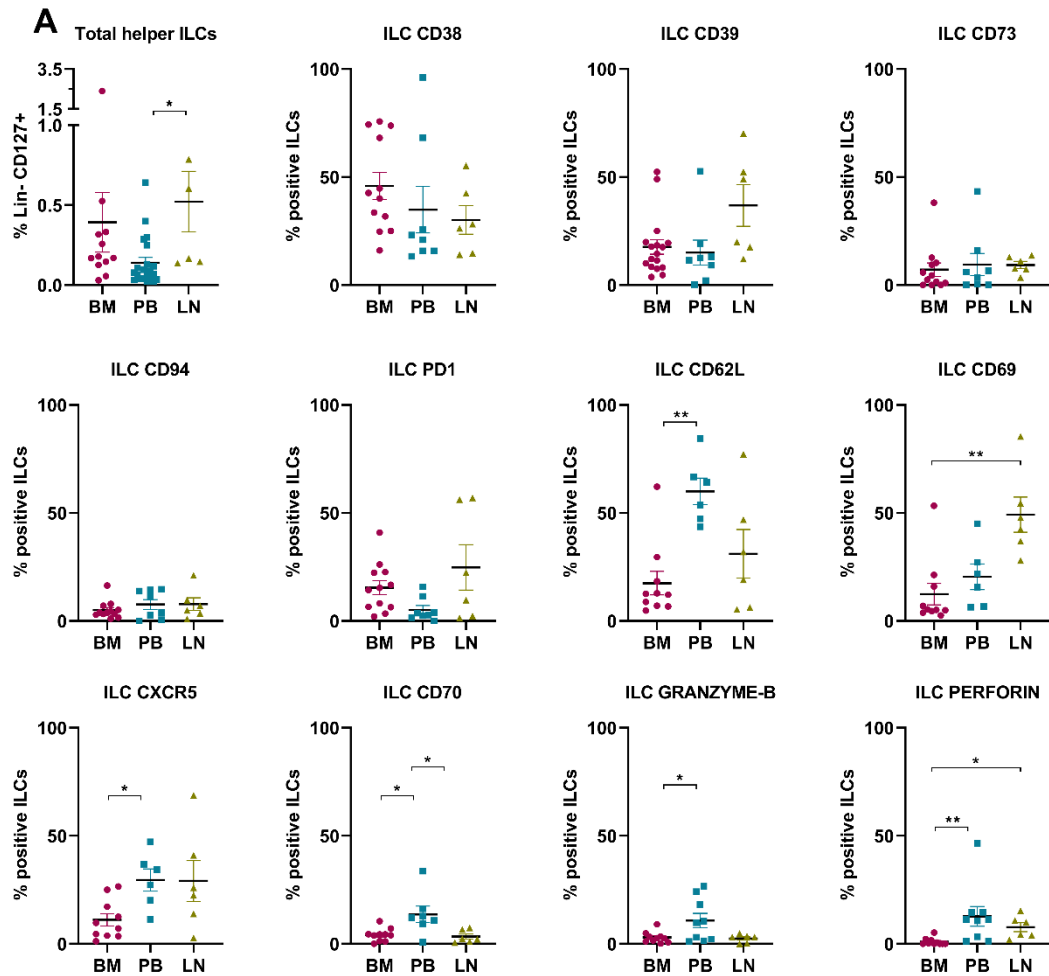 A
Total helper ILCs
% Lin- CD127+
3.5
1.5
1.0
0.5
0.0
*
BM PB LN
ILC CD38
% positive ILCs
100
50
0
BM PB LN
ILC CD39
% positive ILCs
100
50
0
BM PB LN
ILC CD73
% positive ILCs
100
50
0
BM PB LN
ILC CD94
% positive ILCs
100
50
0
BM PB LN
ILC PD1
% positive ILCs
100
50
0
BM PB LN
ILC CD62L
% positive ILCs
100
50
0
**
BM PB LN
ILC CD69
% positive ILCs
100
50
0
**
BM PB LN
ILC CXCR5
% positive ILCs
100
50
0
*
BM PB LN
ILC CD70
% positive ILCs
100
50
0
*
*
BM PB LN
ILC GRANZYME-B
% positive ILCs
100
50
0
*
BM PB LN
ILC PERFORIN
% positive ILCs
100
50
0
*
**
BM PB LN